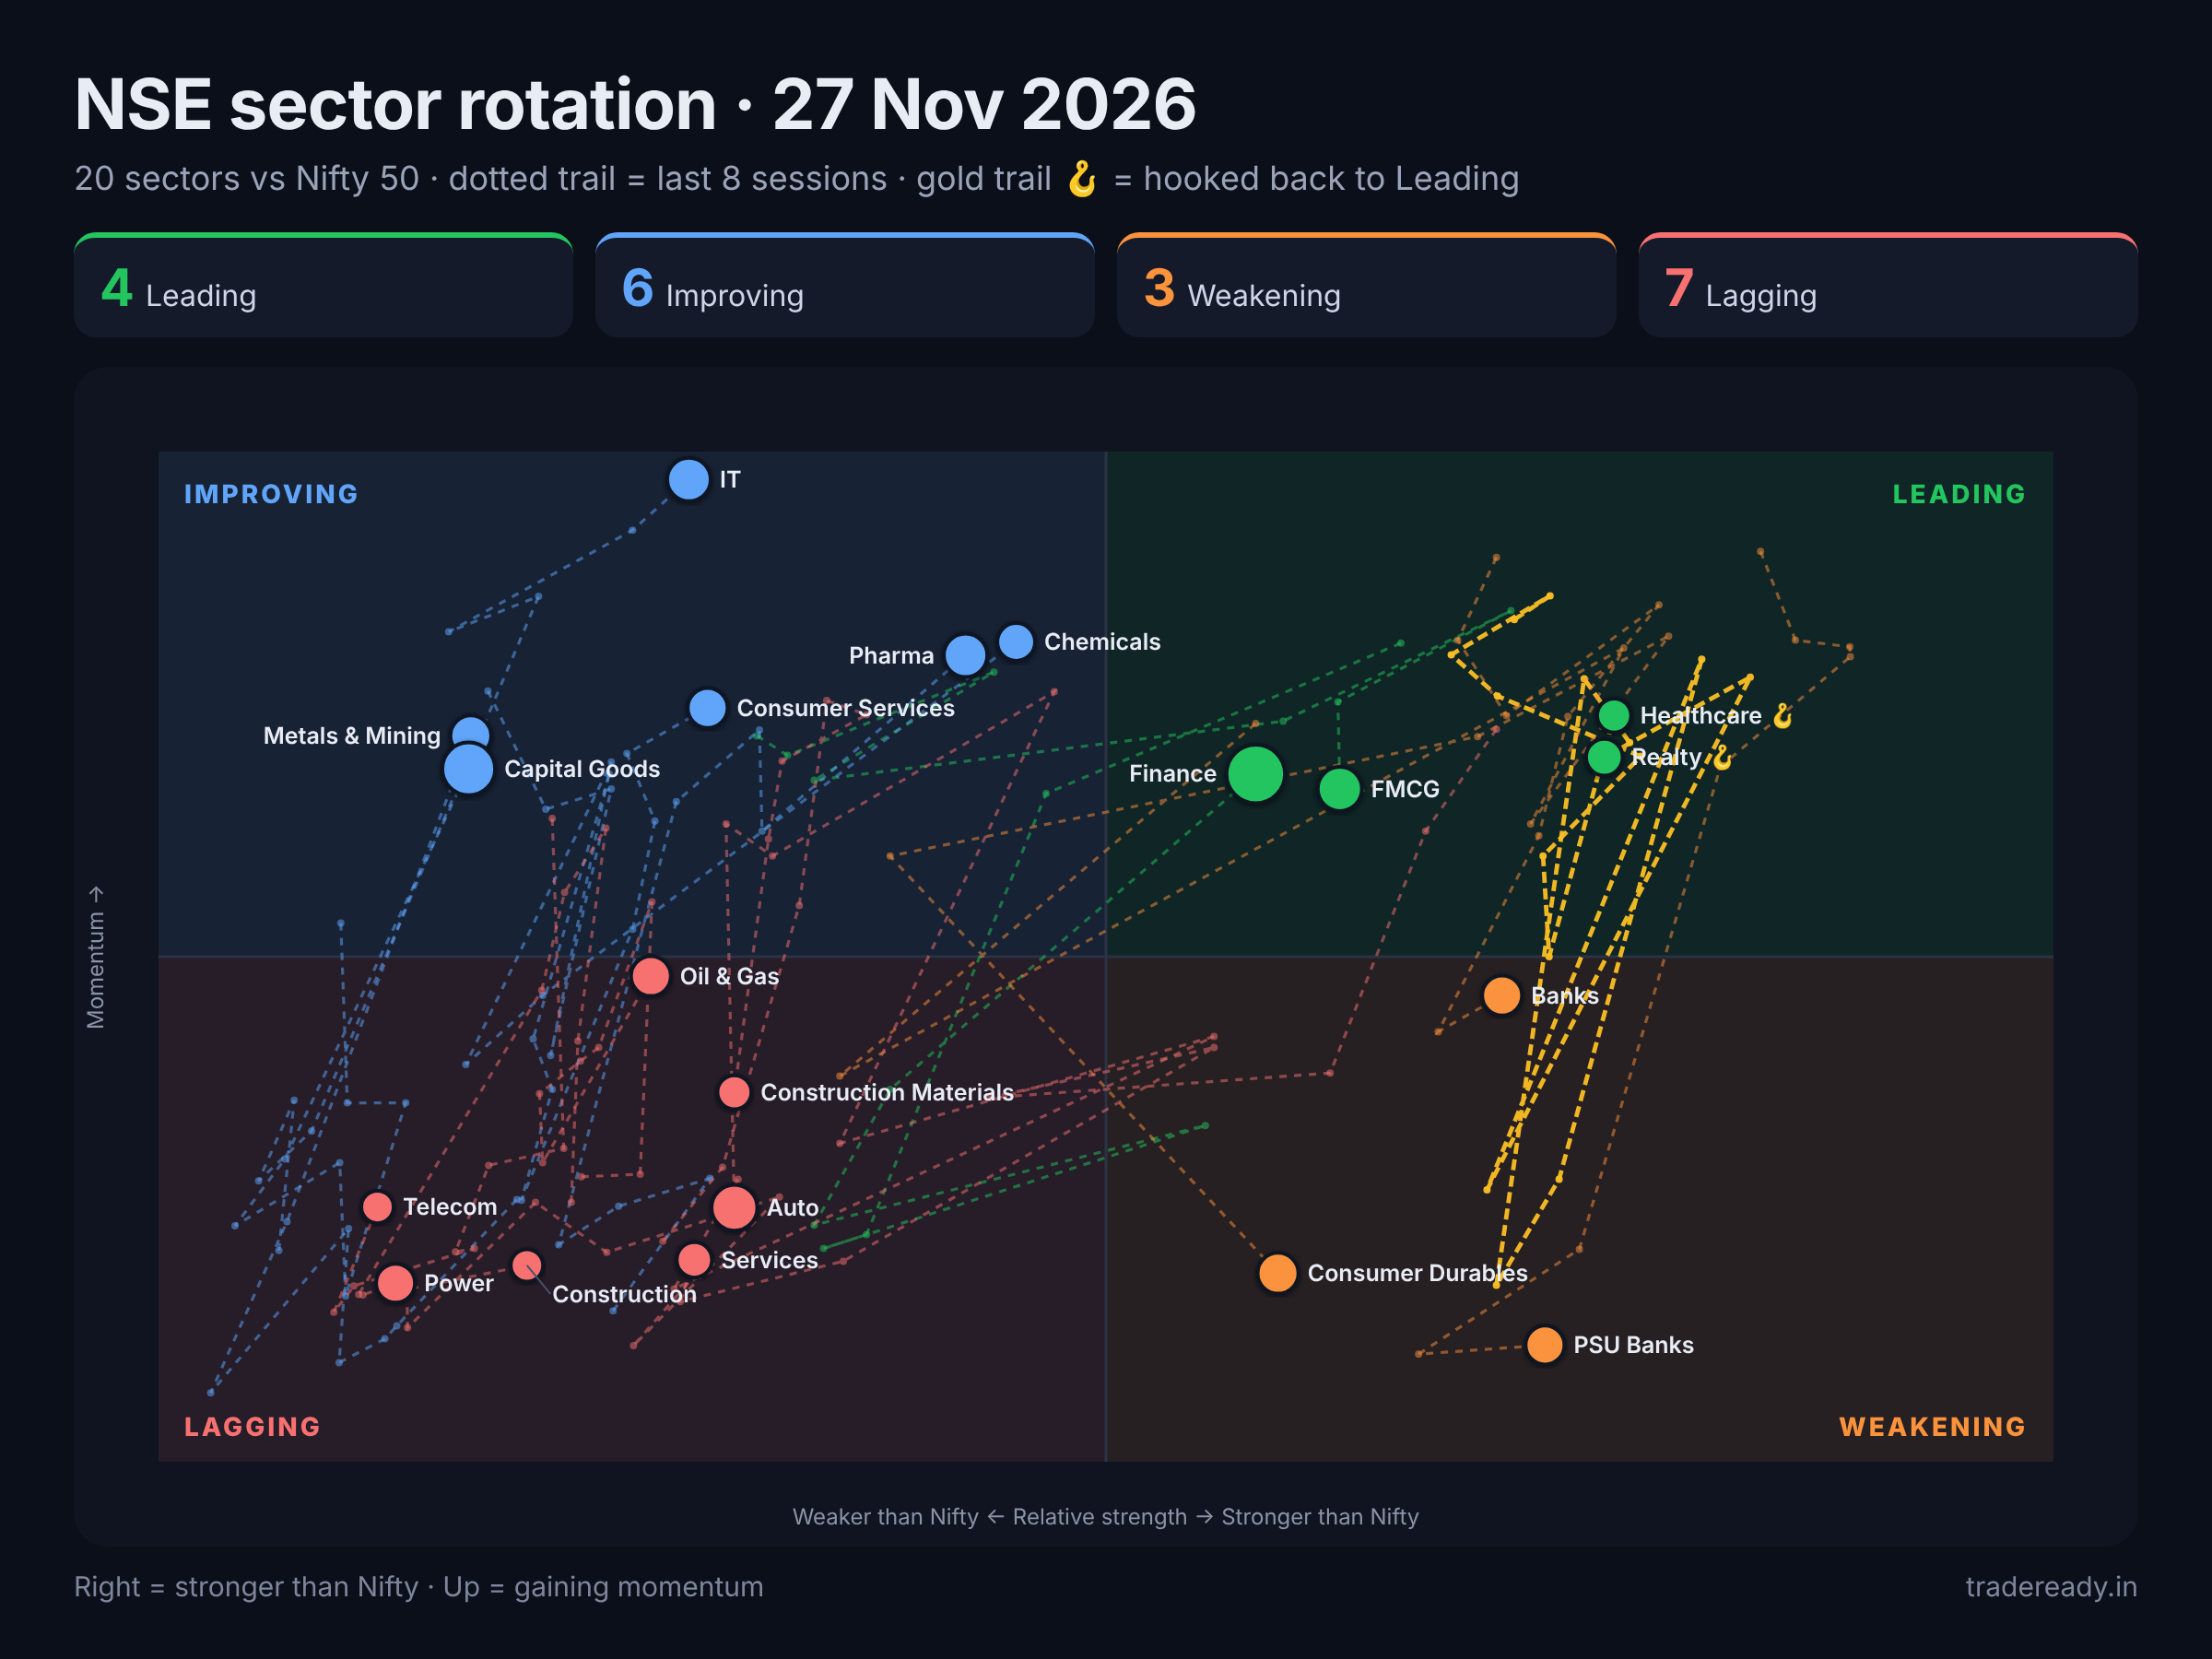 NSE sector rotation · 27 Nov 2026
20 sectors vs Nifty 50 · dotted trail = last 8 sessions · gold trail 🪝 = hooked back to Leading
4 Leading
6 Improving
3 Weakening
7 Lagging
IMPROVING
LEADING
IT
Pharma
Chemicals
Consumer Services
Metals & Mining
Capital Goods
Healthcare 🪝
Realty 🪝
Finance
FMCG
Momentum →
Oil & Gas
Banks
Construction Materials
Telecom
Auto
Services
Power
Construction
Consumer Durables
PSU Banks
LAGGING
WEAKENING
Weaker than Nifty ← Relative strength → Stronger than Nifty
Right = stronger than Nifty · Up = gaining momentum
tradeready.in